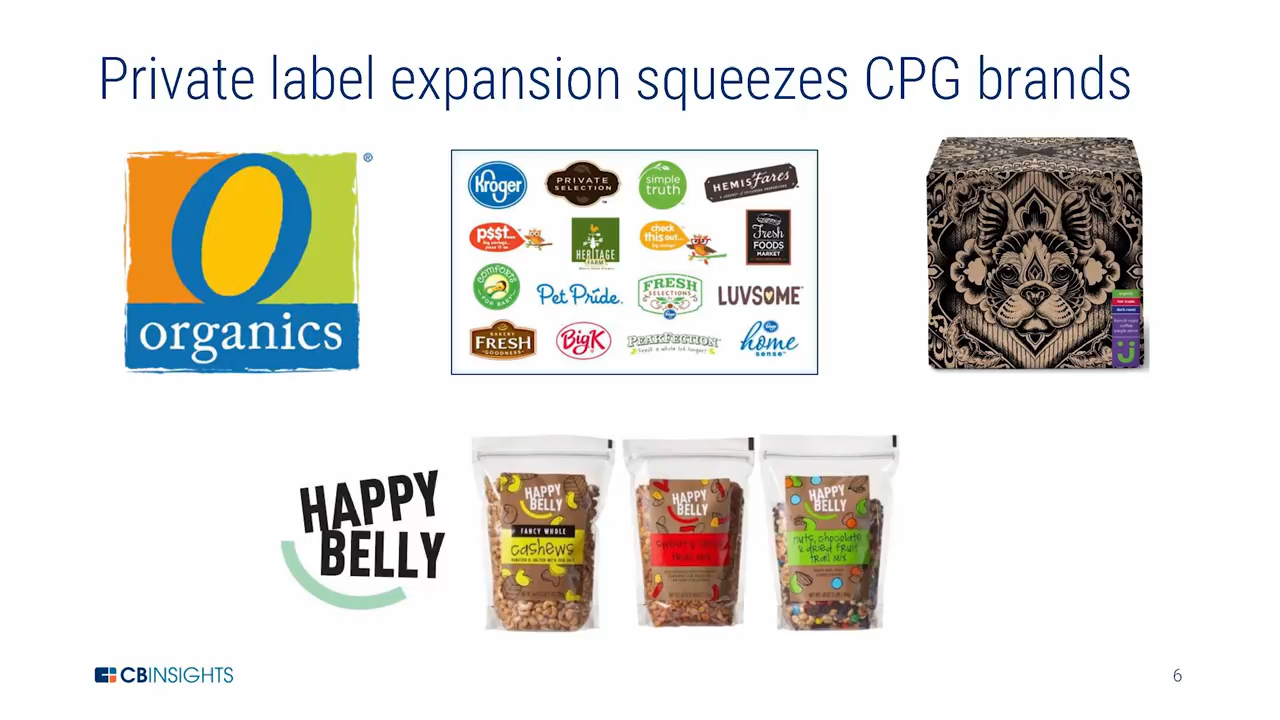 Private label expansion squeezes CPG brands
O
organics
®
Kroger
PRIVATE
SELECTION
simple
truth
HEMISFares
p$$t...
HERITAGE
FARM
check
this out...
Fresh
FOODS
MARKET
COMFORTS
FOR BABY
Pet Pride.
FRESH
SELECTIONS
LUVSOME
BAKERY
FRESH
GOODNESS
Big K
PEAKFECTION
Kroger
home
sense
HAPPY
BELLY
HAPPY
BELLY
FANCY WHOLE
cashews
HAPPY
BELLY
trail mix
HAPPY
BELLY
nuts, chocolate
& dried fruit
trail mix
CBINSIGHTS
6